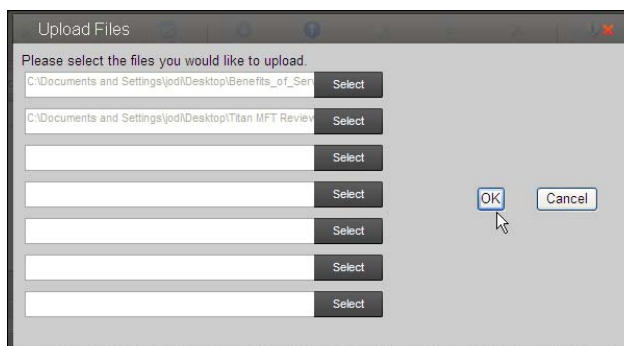 Upload Files
Please select the files you would like to upload.
C:\Documents and Settings\jodi\Desktop\Benefits_of_Ser Select
C:\Documents and Settings\jodi\Desktop\Titan MFT Review Select
Select
Select
OK Cancel
Select
Select
Select